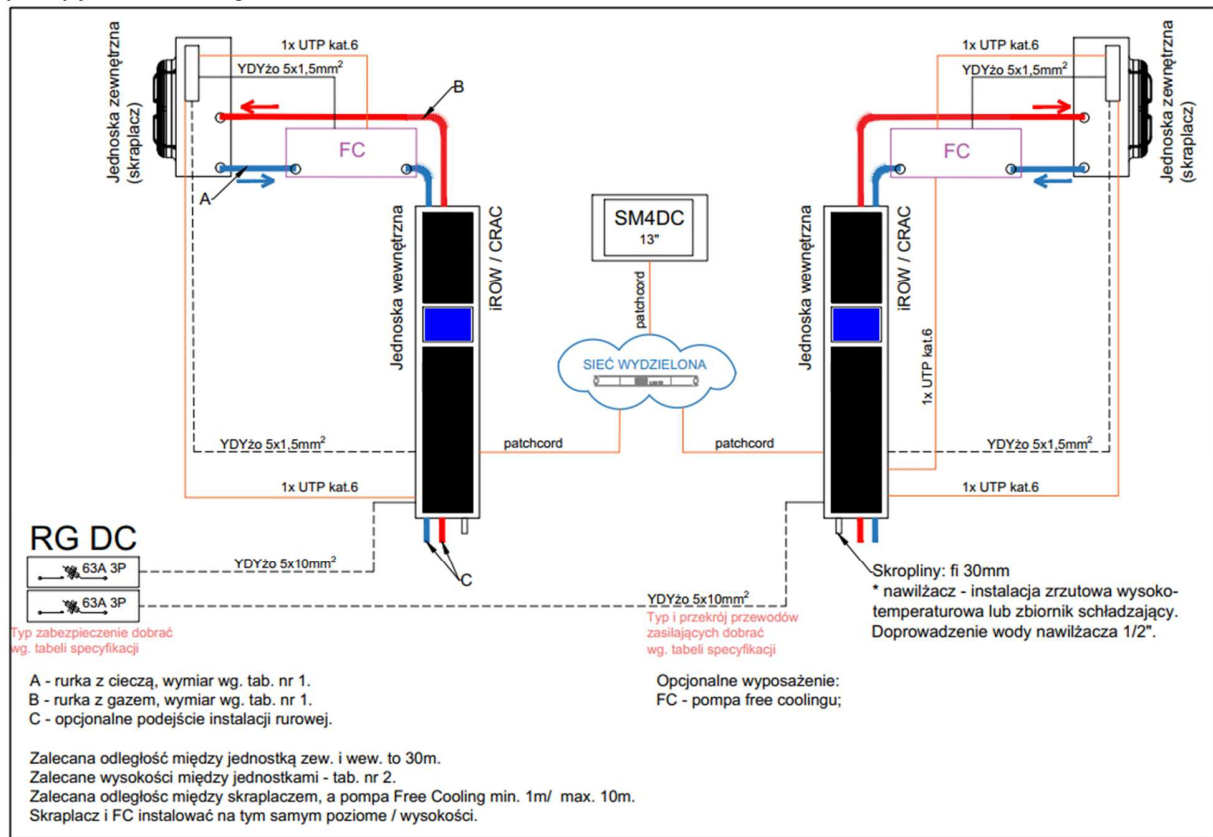 1x UTP kat.6
YDYżo 5x1,5mm²
Jednoska zewnętrzna
(skraplacz)
B
FC
A
Jednoska wewnętrzna
iROW / CRAC
SM4DC
13"
patchcord
SIEĆ WYDZIELONA
patchcord
patchcord
1x UTP kat.6
YDYżo 5x1,5mm²
FC
Jednoska zewnętrzna
(skraplacz)
Jednoska wewnętrzna
iROW / CRAC
1x UTP kat.6
YDYżo 5x1,5mm²
1x UTP kat.6
YDYżo 5x1,5mm²
1x UTP kat.6
RG DC
63A 3P
63A 3P
YDYżo 5x10mm²
C
YDYżo 5x10mm²
Typ zabezpieczenie dobrać
wg. tabeli specyfikacji
Typ i przekrój przewodów
zasilających dobrać
wg. tabeli specyfikacji
Skropliny: fi 30mm
* nawilżacz - instalacja zrzutowa wysoko-
temperaturowa lub zbiornik schładzający.
Doprowadzenie wody nawilżacza 1/2".
A - rurka z cieczą, wymiar wg. tab. nr 1.
B - rurka z gazem, wymiar wg. tab. nr 1.
C - opcjonalne podejście instalacji rurowej.
Opcjonalne wyposażenie:
FC - pompa free coolingu;
Zalecana odległość między jednostką zew. i wew. to 30m.
Zalecane wysokości między jednostkami - tab. nr 2.
Zalecana odległośc między skraplaczem, a pompa Free Cooling min. 1m/ max. 10m.
Skraplacz i FC instalować na tym samym poziome / wysokości.